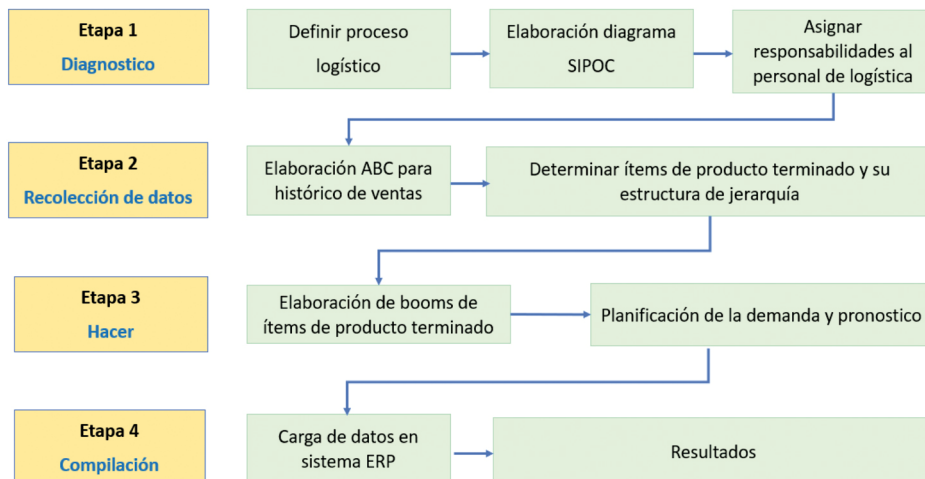 Etapa 1
Diagnostico
Definir proceso
logístico
Elaboración diagrama
SIPOC
Asignar
responsabilidades al
personal de logística
Etapa 2
Recolección de datos
Elaboración ABC para
histórico de ventas
Determinar ítems de producto terminado y su
estructura de jerarquía
Etapa 3
Hacer
Elaboración de booms de
ítems de producto terminado
Planificación de la demanda y pronostico
Etapa 4
Compilación
Carga de datos en
sistema ERP
Resultados